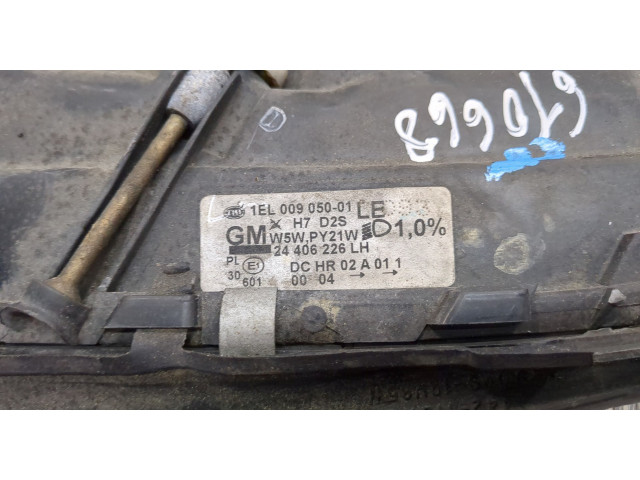 619068
1EL 009 050-01 LE
H7 D2S
GM W5W,PY21W 1,0%
24 406 226 LH
PL E1 DC HR 02 A 01 1
30 601 00 04